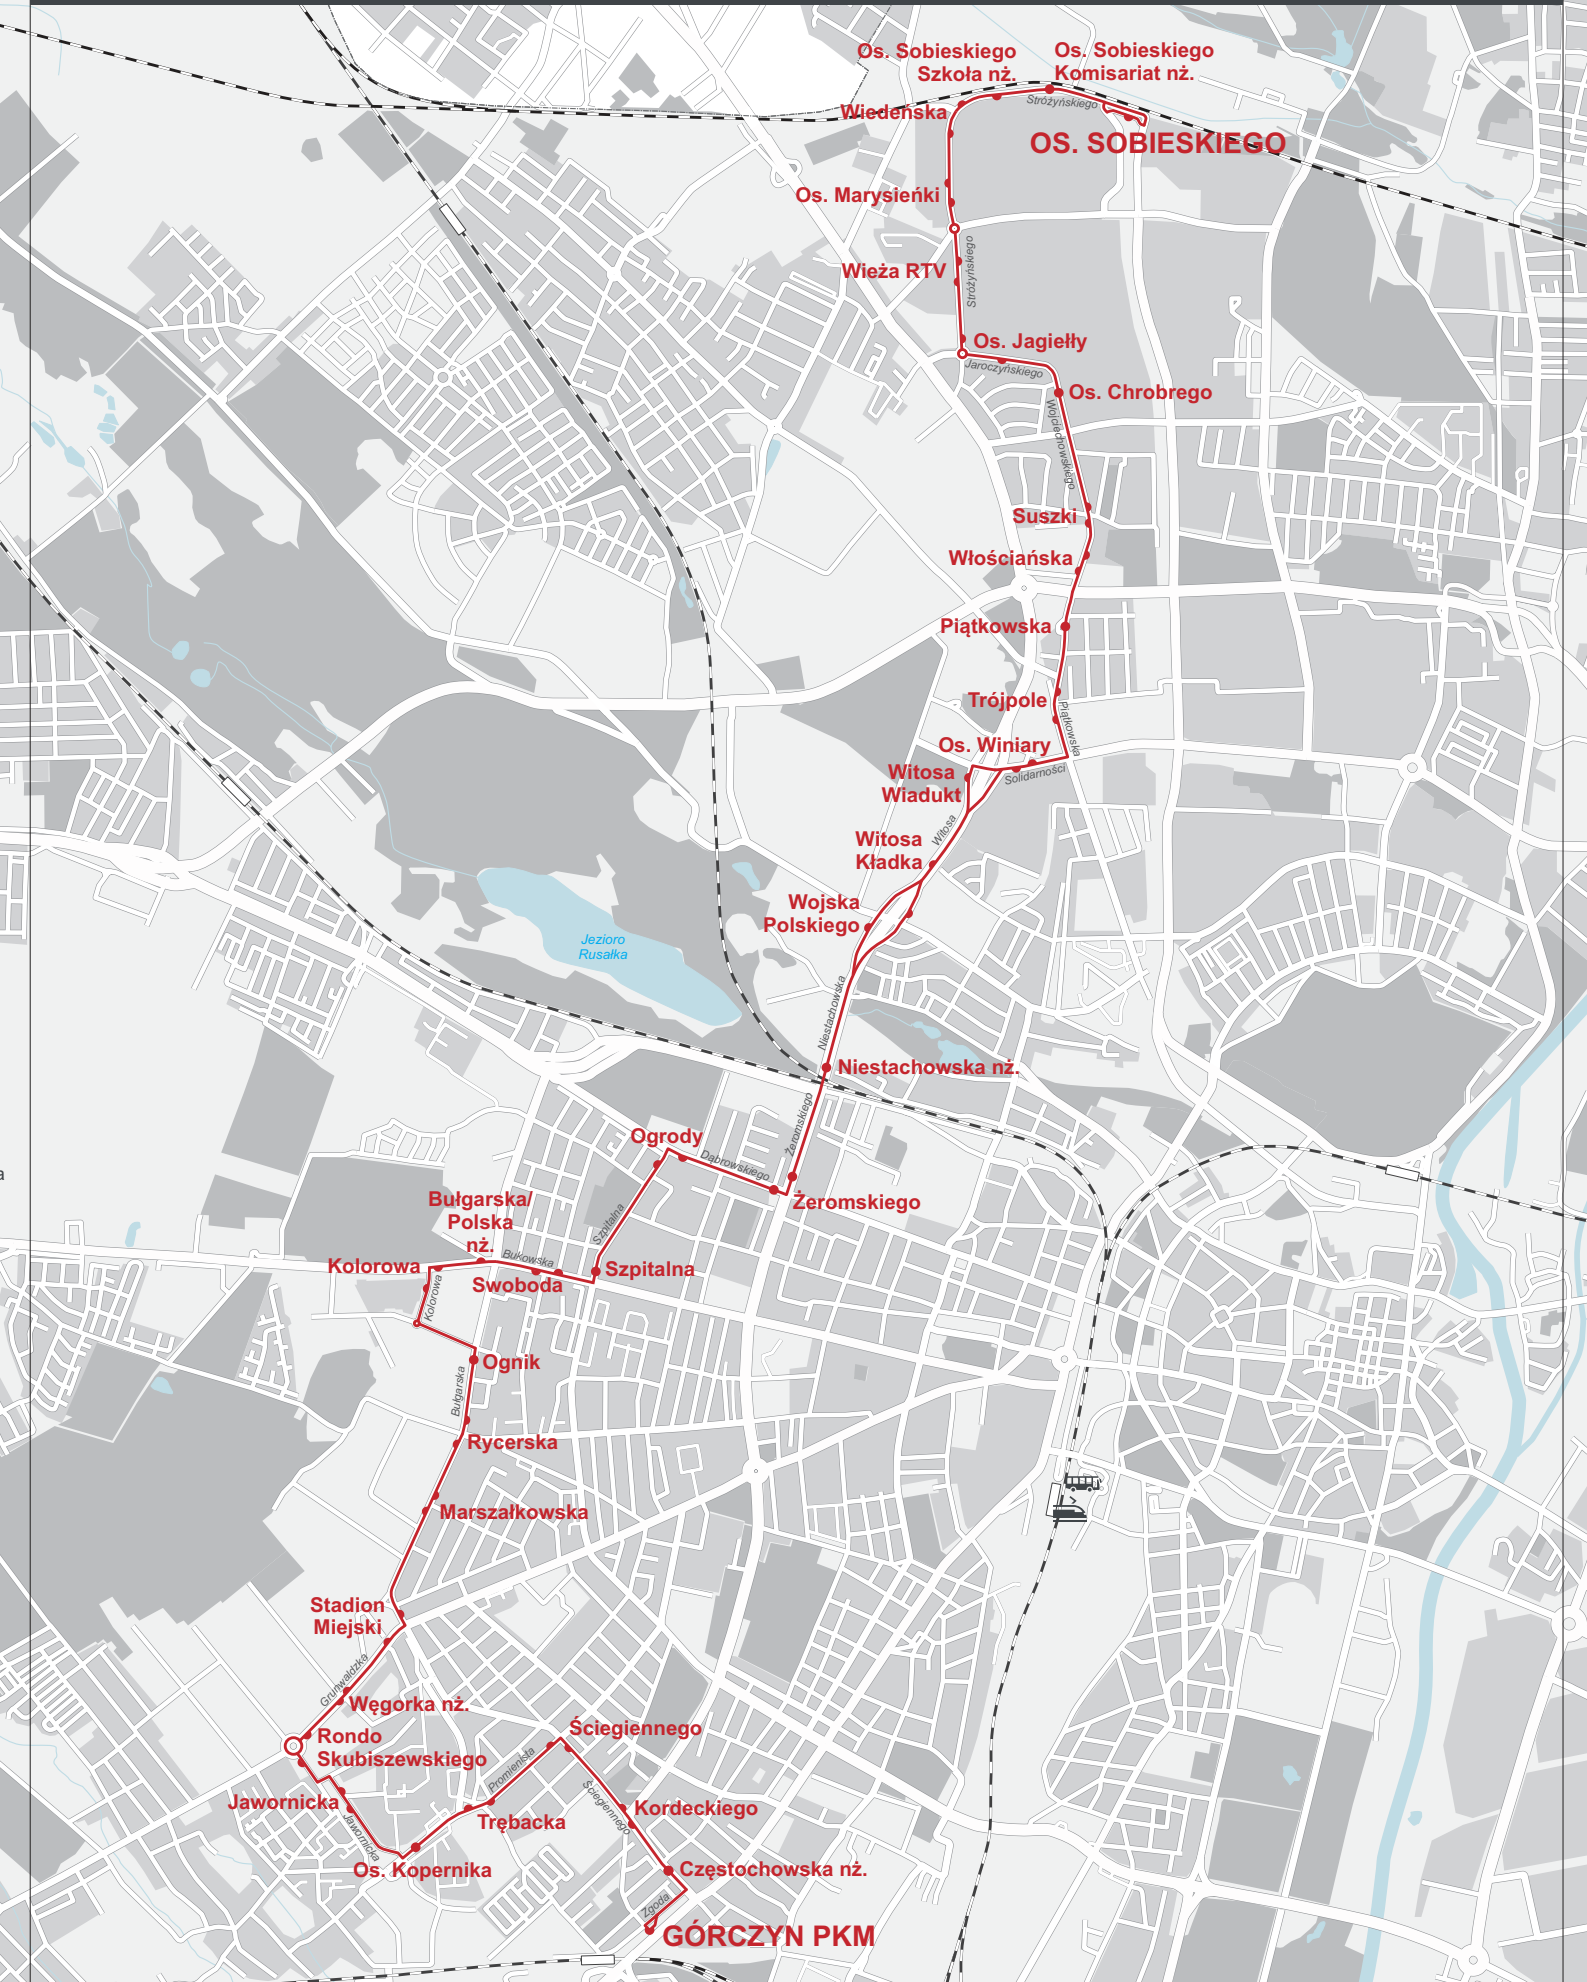 Os. Sobieskiego
Szkoła nż.
Os. Sobieskiego
Komisariat nż.
Stróżyńskiego
Wiedeńska
OS. SOBIESKIEGO
Os. Marysieńki
Stróżyńskiego
Wieża RTV
Os. Jagiełły
Jaroczyńskiego
Os. Chrobrego
Wojciechowskiego
Suszki
Włościańska
Piątkowska
Trójpole
Piątkowska
Os. Winiary
Solidarności
Witosa
Wiadukt
Witosa
Witosa
Kładka
Wojska
Polskiego
Jezioro
Rusałka
Niestachowska
Niestachowska nż.
Żeromskiego
Ogrody
Dąbrowskiego
Żeromskiego
a
Szpitalna
Bułgarska/
Polska
nż.
Bukowska
Kolorowa
Szpitalna
Swoboda
Kolorowa
Ognik
Bułgarska
Rycerska
Marszałkowska
Stadion
Miejski
Grunwaldzka
Węgorka nż.
Rondo
Skubiszewskiego
Ściegiennego
Promienista
Jawornicka
Jawornicka
Ściegiennego
Kordeckiego
Trębacka
Os. Kopernika
Częstochowska nż.
Zgoda
GÓRCZYN PKM